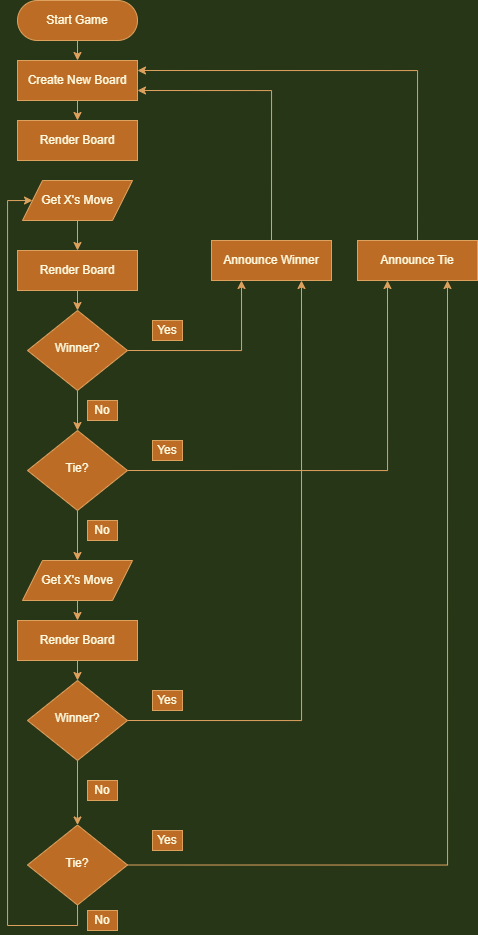 Start Game
Create New Board
Render Board
Get X's Move
Render Board
Announce Winner
Announce Tie
Yes
Winner?
No
Yes
Tie?
No
Get X's Move
Render Board
Yes
Winner?
No
Yes
Tie?
No